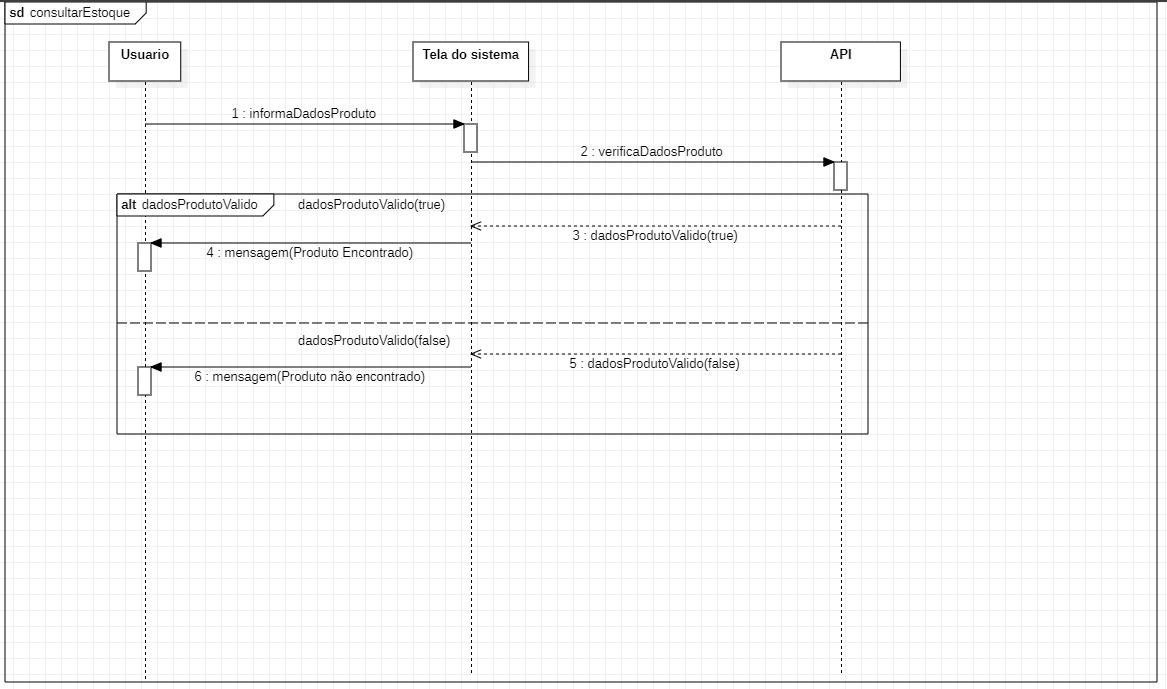 sd consultarEstoque
Usuario
Tela do sistema
API
1 : informaDadosProduto
2 : verificaDadosProduto
alt dadosProdutoValido
dadosProdutoValido(true)
3 : dadosProdutoValido(true)
4 : mensagem(Produto Encontrado)
dadosProdutoValido(false)
5 : dadosProdutoValido(false)
6 : mensagem(Produto não encontrado)